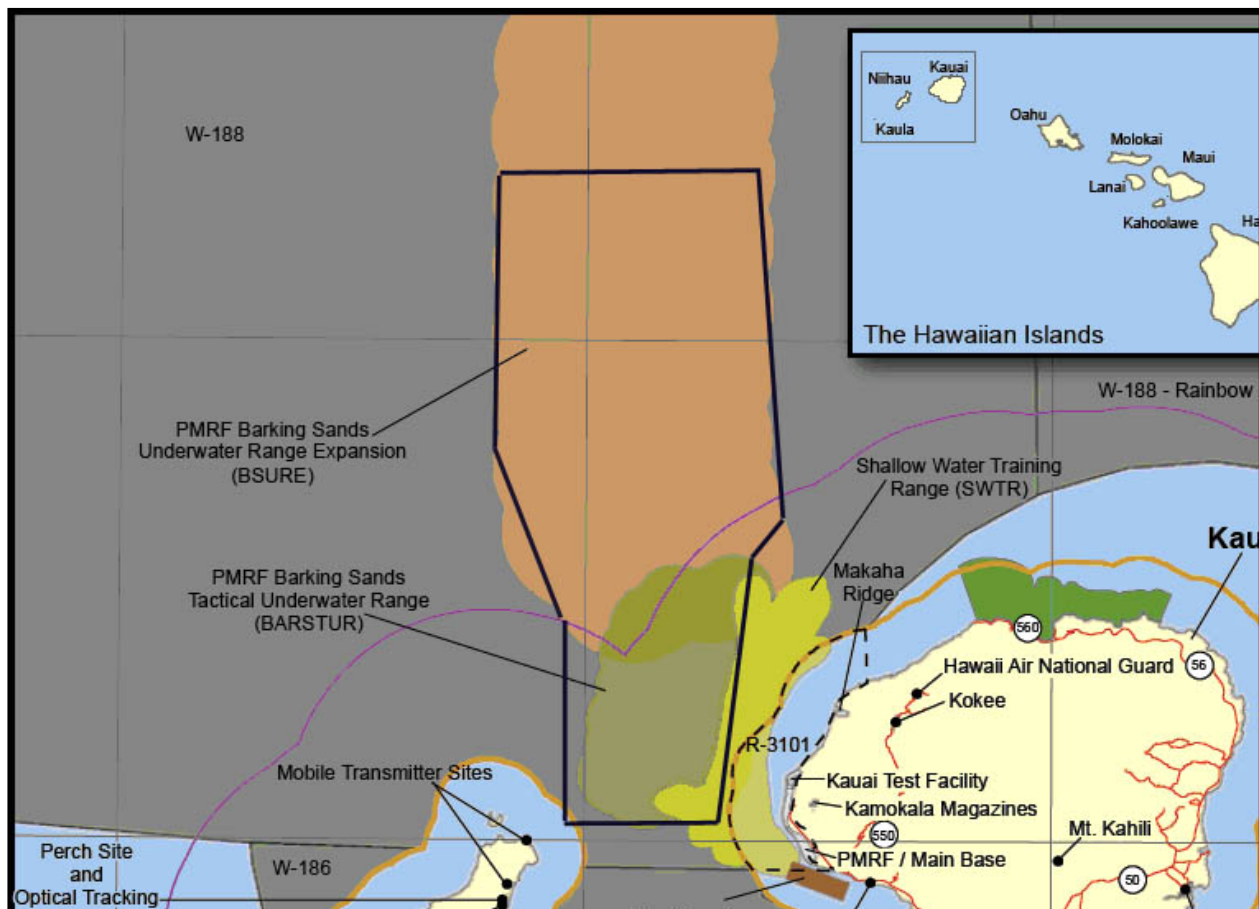 W-188
Niihau
Kauai
Kaula
Oahu
Molokai
Maui
Lanai
Kahoolawe
Ha
The Hawaiian Islands
W-188 - Rainbow
PMRF Barking Sands
Underwater Range Expansion
(BSURE)
Shallow Water Training
Range (SWTR)
Kau
PMRF Barking Sands
Tactical Underwater Range
(BARSTUR)
Makaha
Ridge
560
56
Hawaii Air National Guard
Kokee
R-3101
Mobile Transmitter Sites
Kauai Test Facility
Kamokala Magazines
550
Mt. Kahili
Perch Site
and
Optical Tracking
W-186
PMRF / Main Base
50